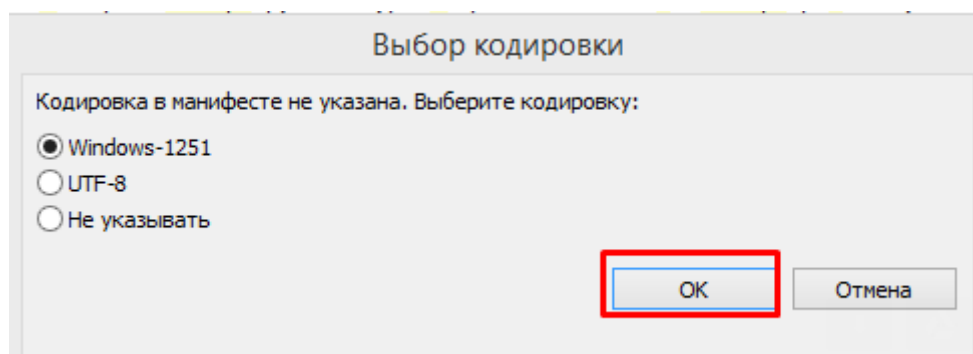 Выбор кодировки
Кодировка в манифесте не указана. Выберите кодировку:
Windows-1251
UTF-8
Не указывать
OK Отмена